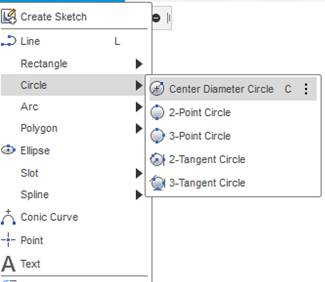 Create Sketch
Line L
Rectangle
Circle
Arc
Polygon
Ellipse
Slot
Spline
Conic Curve
Point
A Text
Center Diameter Circle C
2-Point Circle
3-Point Circle
2-Tangent Circle
3-Tangent Circle